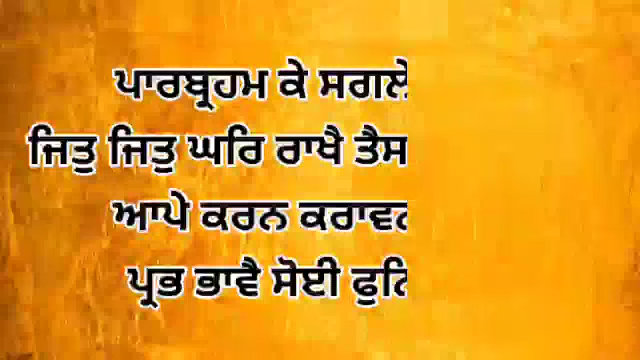 ਪਾਰਬ੍ਰਹਮ ਕੇ ਸਗਲੇ
ਜਿਤੁ ਜਿਤੁ ਘਰਿ ਰਾਖੈ ਤੈਸ
ਆਪੇ ਕਰਨ
ਪ੍ਰਭ ਭਾਵੈ ਸੋਈ